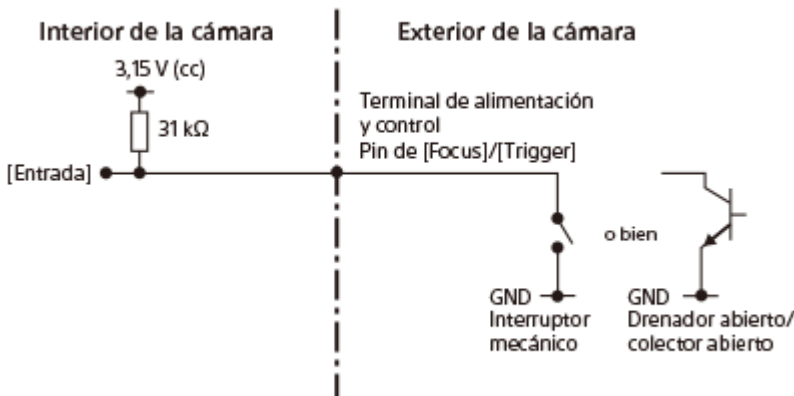 Interior de la cámara
Exterior de la cámara
3,15 V (cc)
31 kΩ
[Entrada]
Terminal de alimentación
y control
Pin de [Focus]/[Trigger]
o bien
GND
Interruptor
mecánico
GND
Drenador abierto/
colector abierto